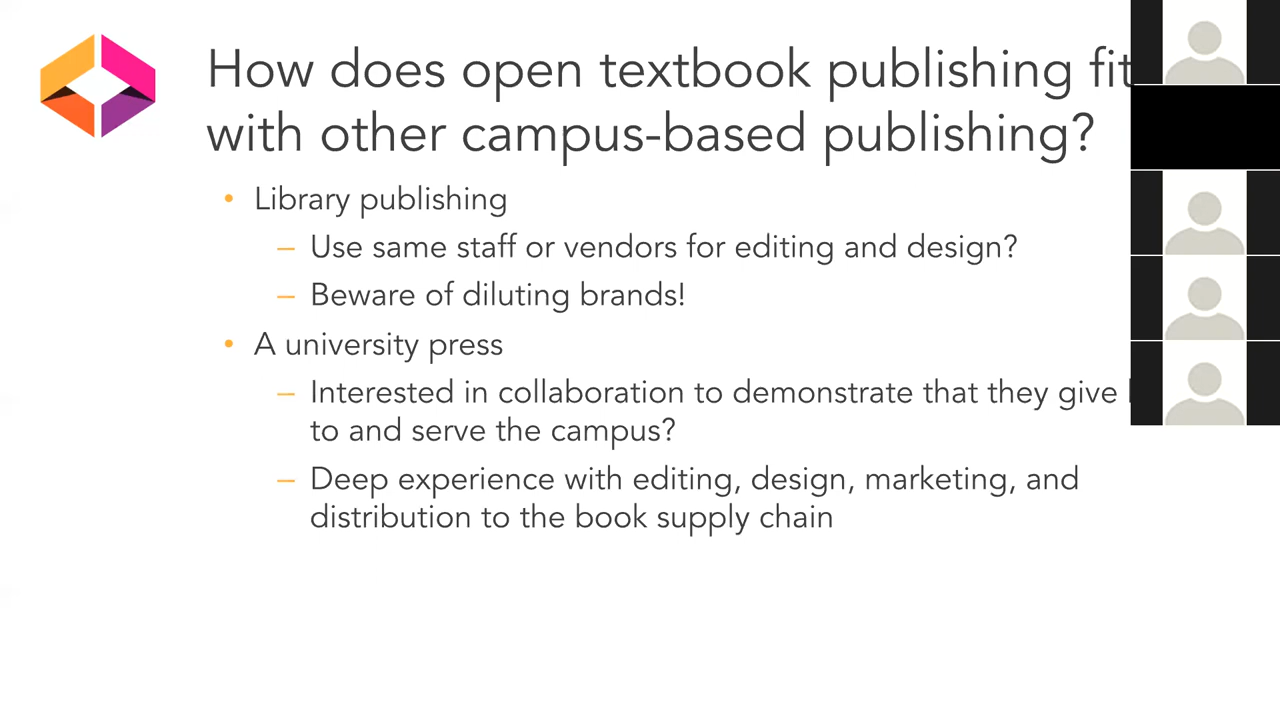 How does open textbook publishing fit
with other campus-based publishing?
• Library publishing
– Use same staff or vendors for editing and design?
– Beware of diluting brands!
• A university press
– Interested in collaboration to demonstrate that they give
to and serve the campus?
– Deep experience with editing, design, marketing, and
distribution to the book supply chain